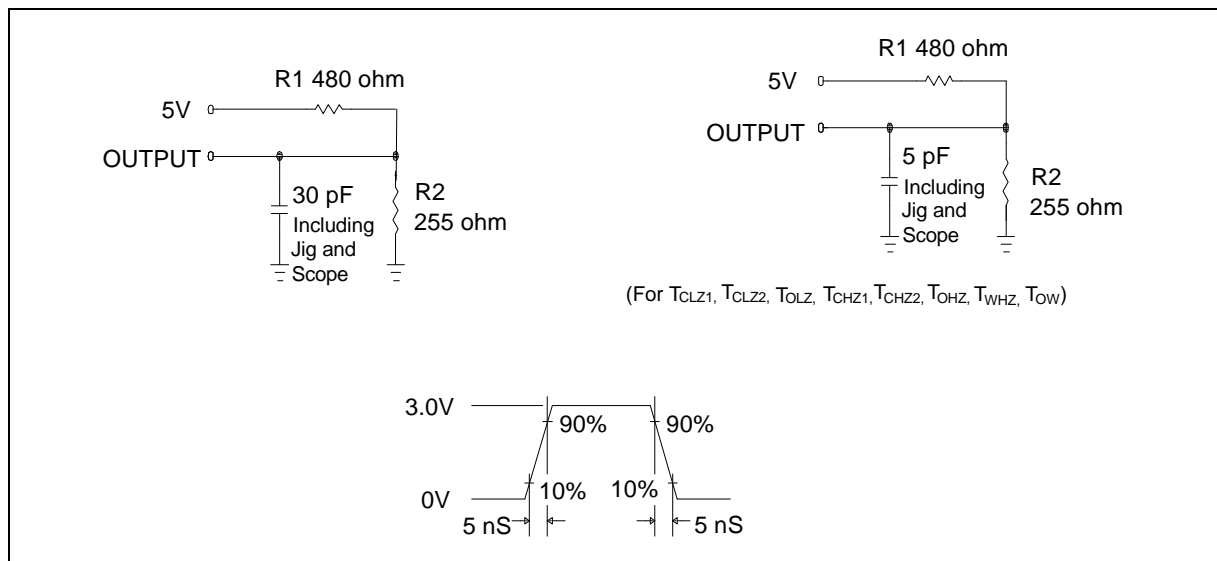 R1 480 ohm
5V
OUTPUT
30 pF
Including
Jig and
Scope
R2
255 ohm
R1 480 ohm
5V
OUTPUT
5 pF
Including
Jig and
Scope
R2
255 ohm
(For TCLZ1, TCLZ2, TOLZ, TCHZ1,TCHZ2, TOHZ, TWHZ, TOW)
3.0V
90%
90%
0V
10%
10%
5 nS
5 nS